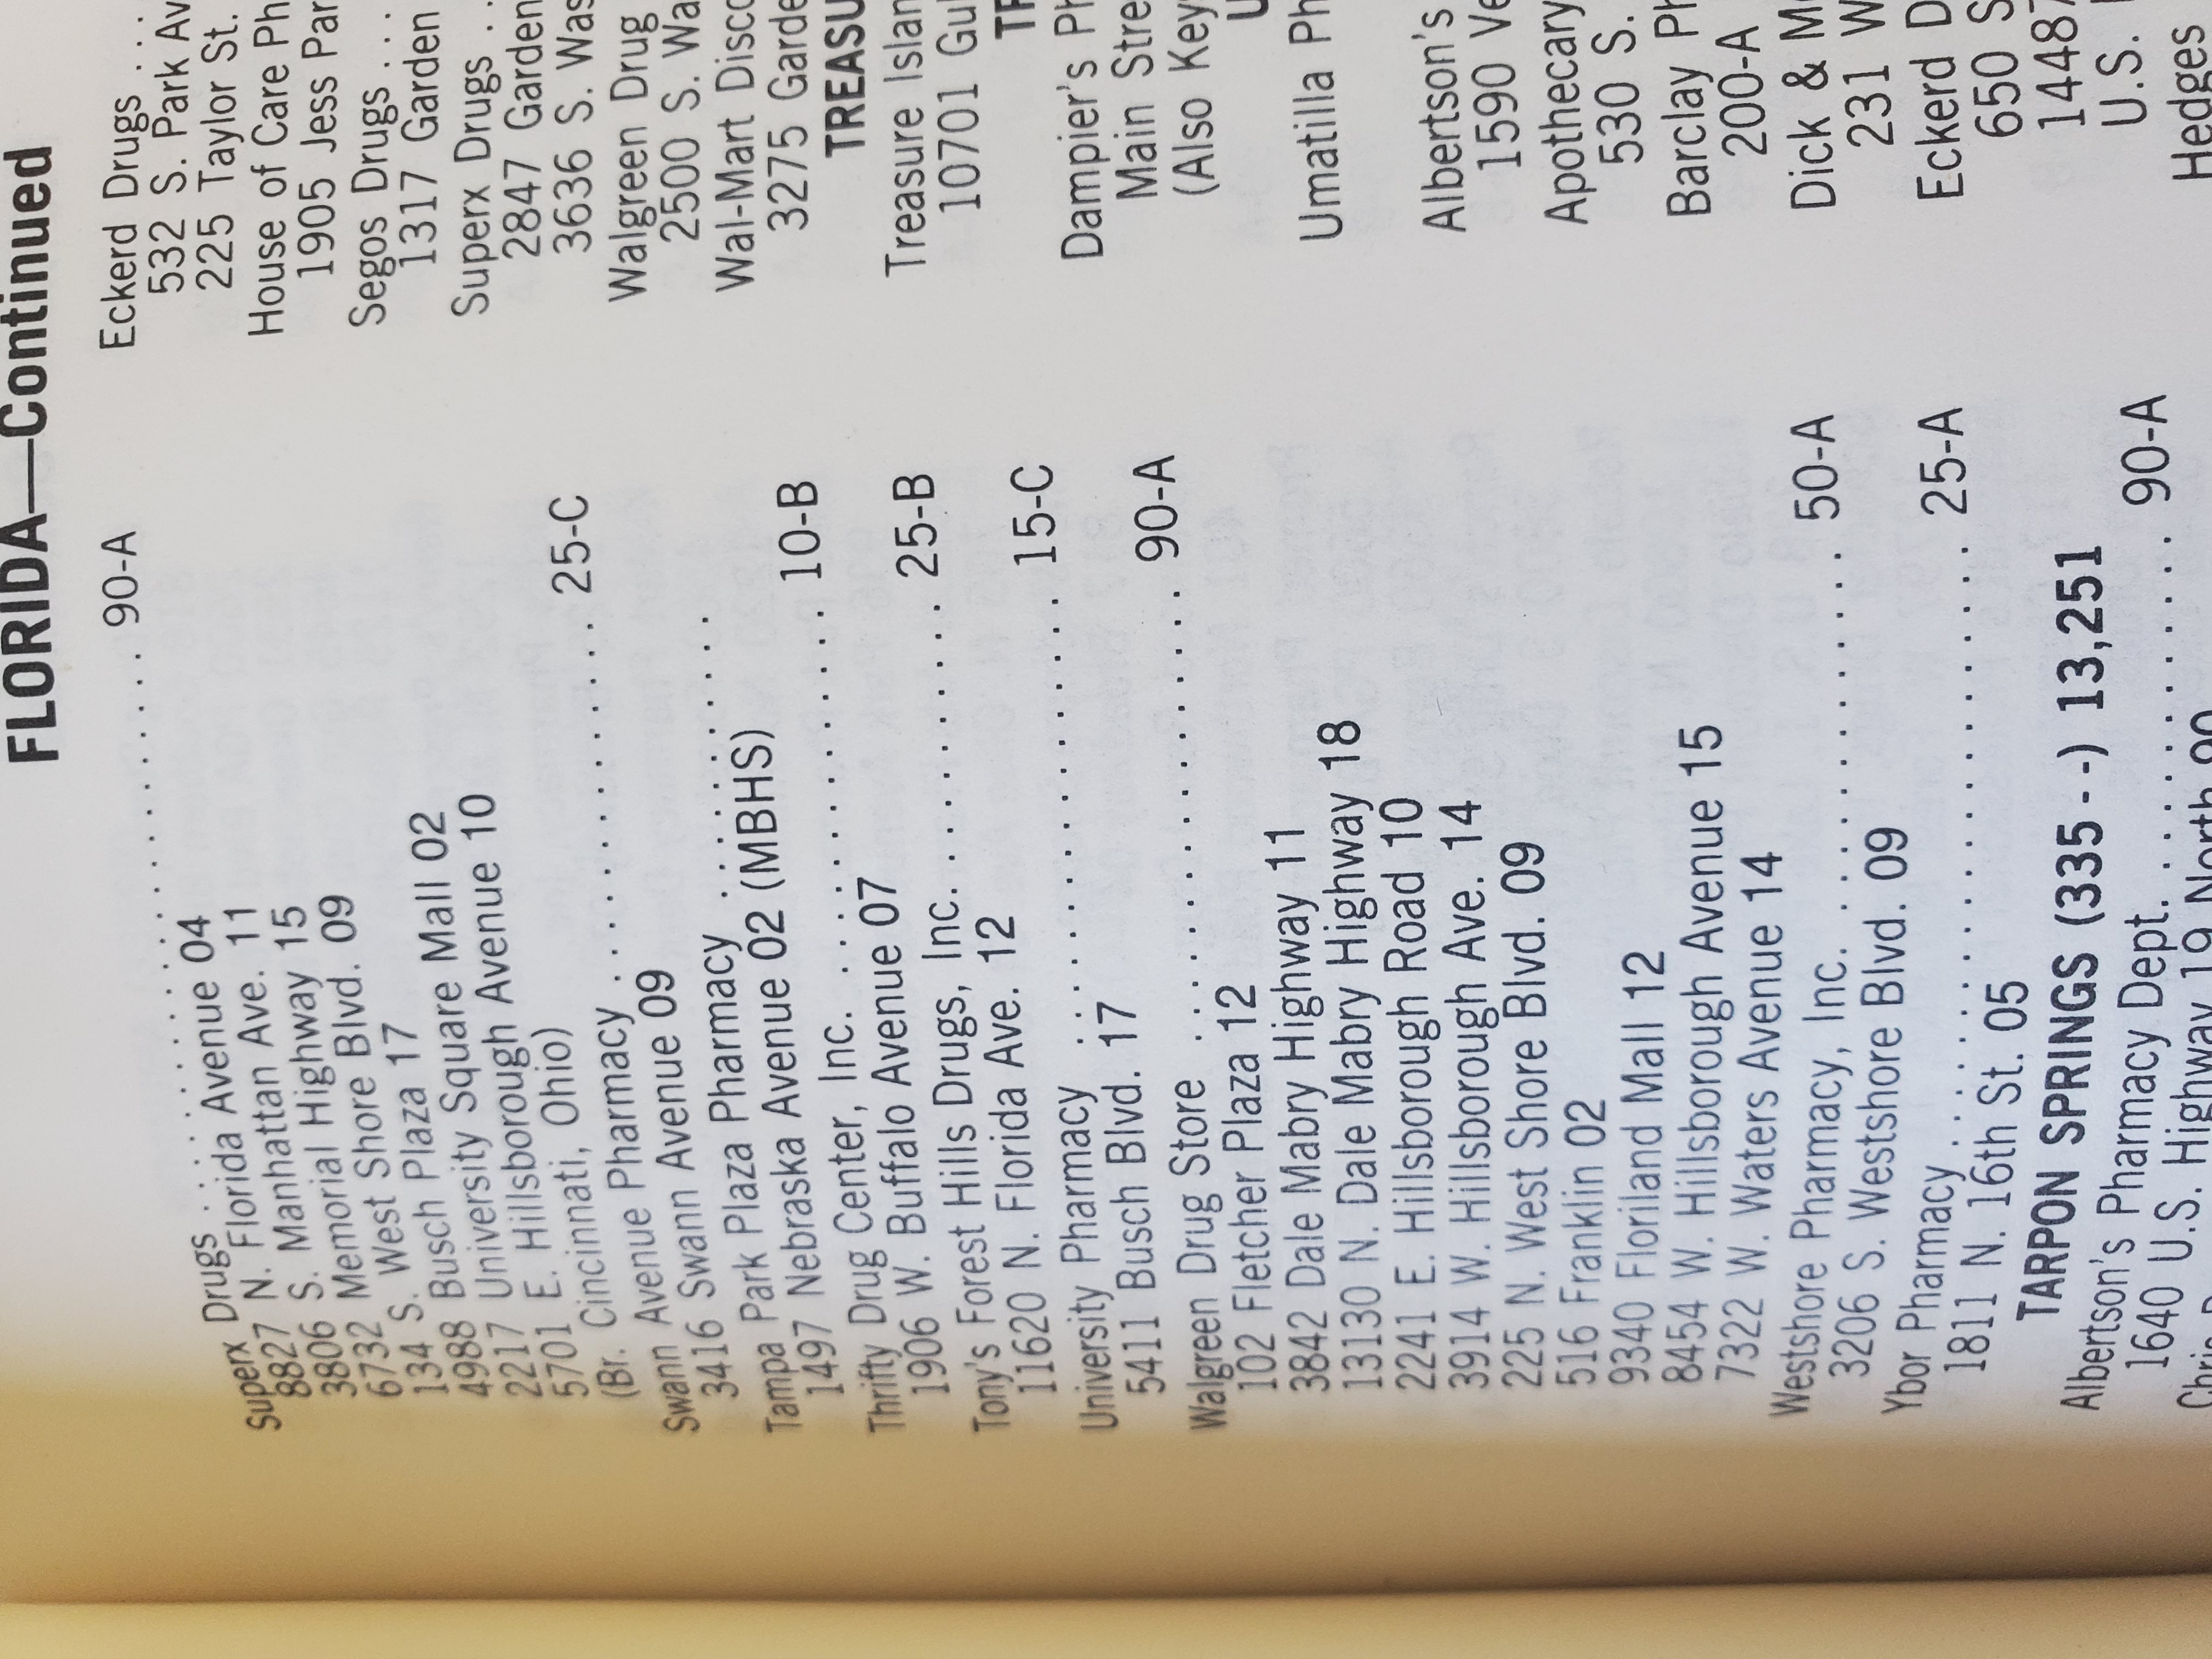 FLORIDA—Continued
Superx Drugs . . . . . . . . . . . . . . . . . . . . . 90-A
8827 N. Florida Avenue 04
3806 S. Manhattan Ave. 11
6732 Memorial Highway 15
134 S. West Shore Blvd. 09
4988 Busch Plaza 17
2217 University Square Mall 02
5701 E. Hillsborough Avenue 10
(Br. Cincinnati, Ohio)
Swann Avenue Pharmacy . . . . . . . . . . . . . 25-C
3416 Swann Avenue 09
Tampa Park Plaza Pharmacy . . . . . . . . . . .
1497 Nebraska Avenue 02 (MBHS)
Thrifty Drug Center, Inc. . . . . . . . . . . . . 10-B
1906 W. Buffalo Avenue 07
Tony's Forest Hills Drugs, Inc. . . . . . . . . . 25-B
11620 N. Florida Ave. 12
University Pharmacy . . . . . . . . . . . . . . . 15-C
5411 Busch Blvd. 17
Walgreen Drug Store . . . . . . . . . . . . . . . 90-A
102 Fletcher Plaza 12
3842 Dale Mabry Highway 11
13130 N. Dale Mabry Highway 18
2241 E. Hillsborough Road 10
3914 W. Hillsborough Ave. 14
225 N. West Shore Blvd. 09
516 Franklin 02
9340 Floriland Mall 12
8454 W. Hillsborough Avenue 15
7322 W. Waters Avenue 14
Westshore Pharmacy, Inc. . . . . . . . . . . . . 50-A
3206 S. Westshore Blvd. 09
Ybor Pharmacy . . . . . . . . . . . . . . . . . . 25-A
1811 N. 16th St. 05
TARPON SPRINGS (335--) 13,251
Albertson's Pharmacy Dept. . . . . . . . . . . . 90-A
1640 U.S. Highway 19 North 90
Eckerd Drugs . . .
532 S. Park Av
225 Taylor St.
House of Care Ph
1905 Jess Par
Segos Drugs . . .
1317 Garden
Superx Drugs . .
2847 Garden
3636 S. Was
Walgreen Drug
2500 S. Wa
Wal-Mart Disco
3275 Garde
TREASU
Treasure Islan
10701 Gul
TR
Dampier's Ph
Main Stre
(Also Key
U
Umatilla Ph
Albertson's
1590 Ve
Apothecary
530 S.
Barclay Ph
200-A
Dick & M
231 W
Eckerd D
650 S
1448
U.S.
Hedges